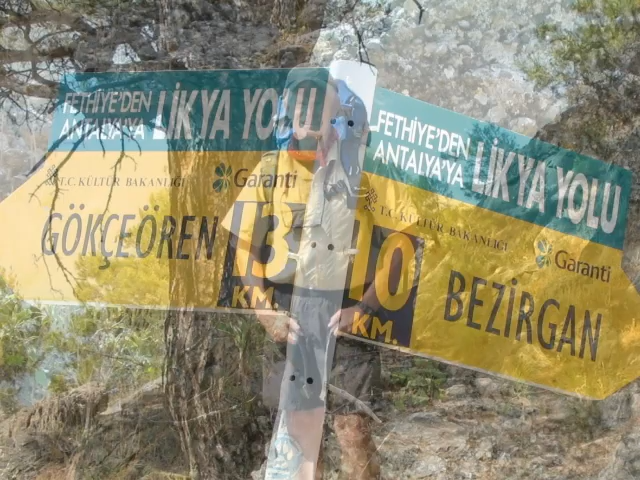 FETHİYE'DEN
ANTALYA'YA LİKYA YOLU
T.C. KÜLTÜR BAKANLIĞI Garanti
GÖKÇEÖREN 13
KM.
FETHİYE'DEN
ANTALYA'YA LİKYA YOLU
T.C. KÜLTÜR BAKANLIĞI Garanti
10 BEZİRGAN
KM.